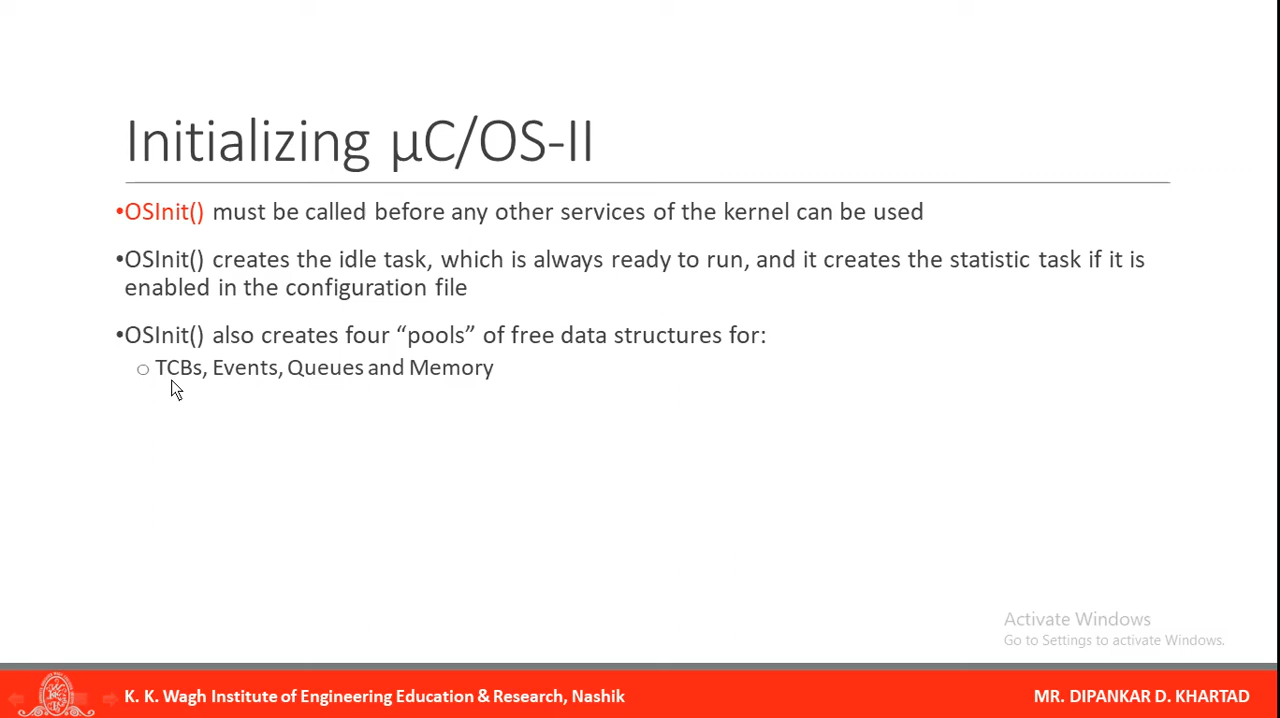 Initializing µC/OS-II
•OSInit() must be called before any other services of the kernel can be used
•OSInit() creates the idle task, which is always ready to run, and it creates the statistic task if it is
enabled in the configuration file
•OSInit() also creates four “pools” of free data structures for:
○ TCBs, Events, Queues and Memory
Activate Windows
Go to Settings to activate Windows.
K. K. Wagh Institute of Engineering Education & Research, Nashik
MR. DIPANKAR D. KHARTAD